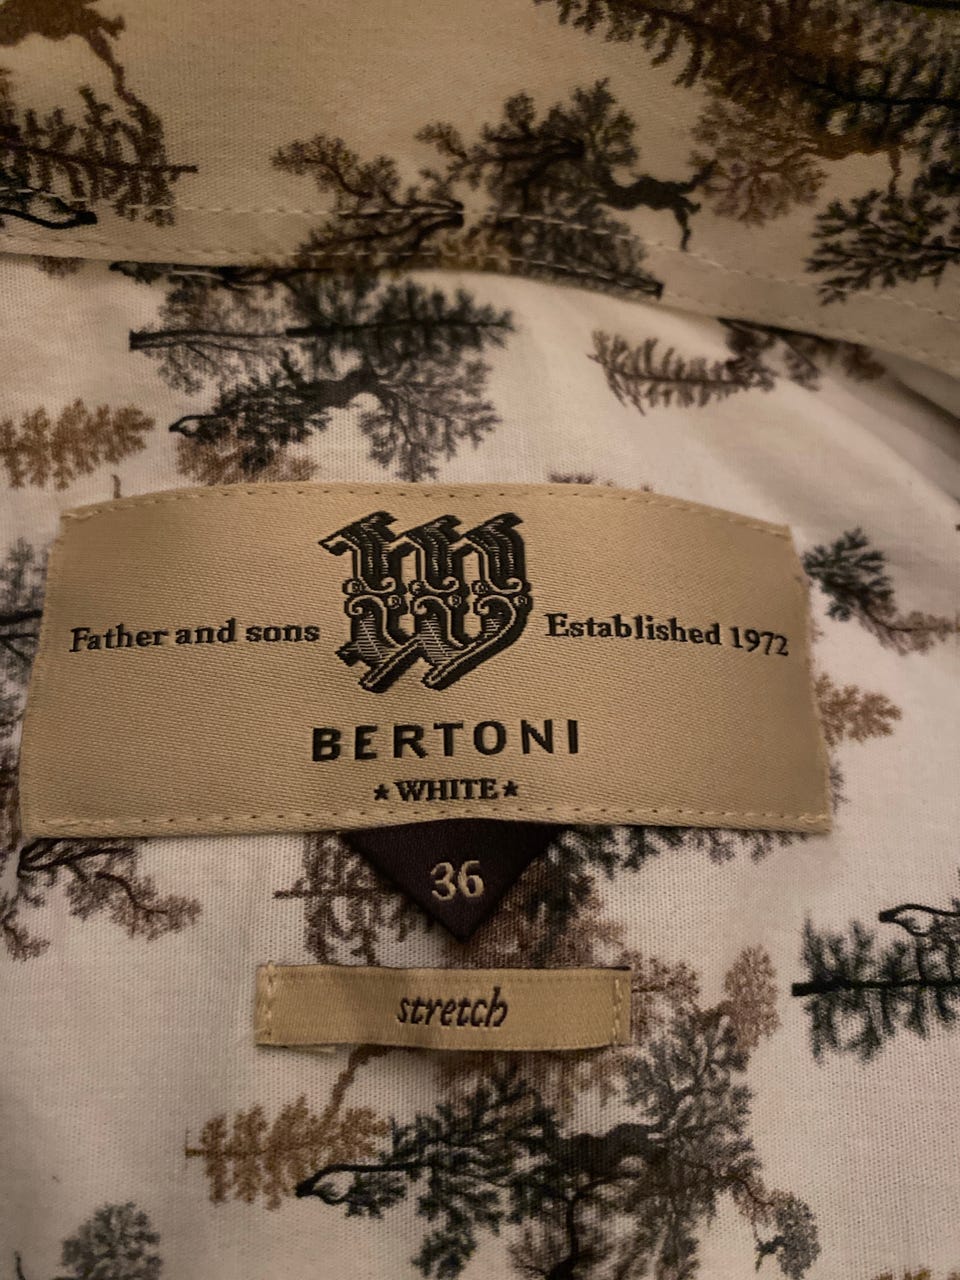 W
Father and sons Established 1972
BERTONI
★ WHITE ★
36
stretch